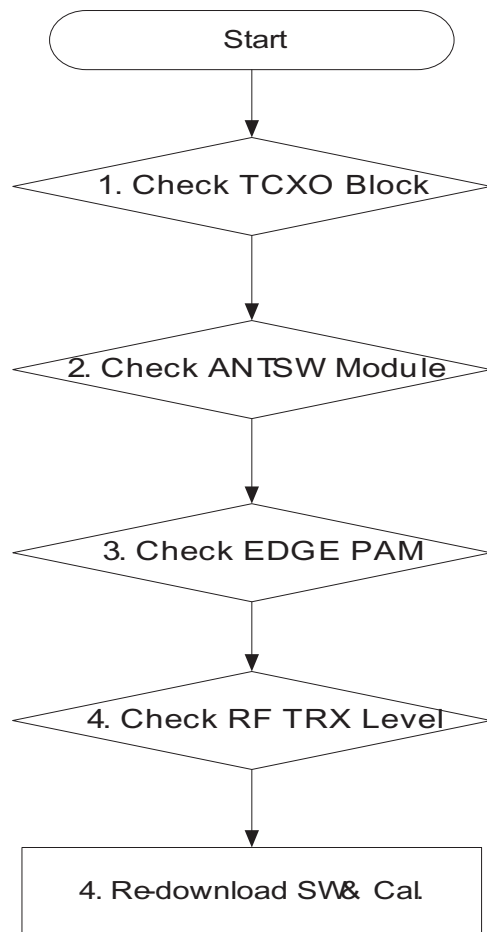 Start
1. Check TCXO Block
2. Check ANTSW Module
3. Check EDGE PAM
4. Check RF TRX Level
4. Re-download SW& Cal.